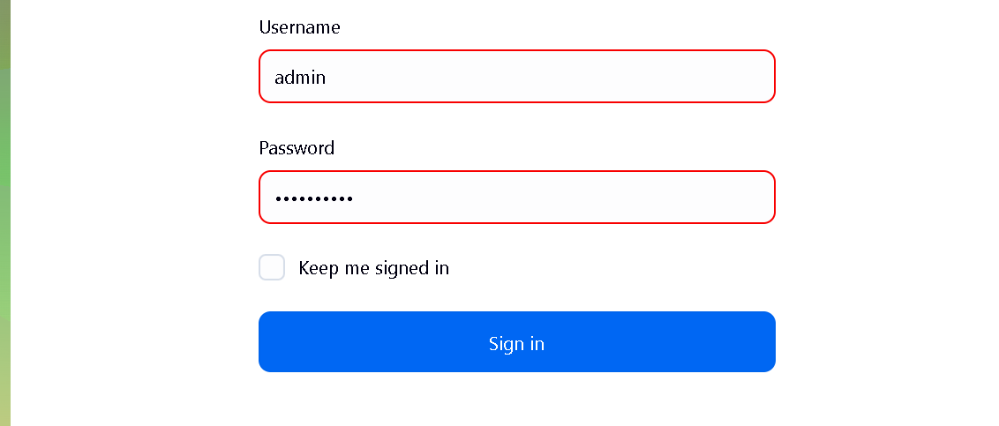 Username
admin
Password
••••••••••
Keep me signed in
Sign in